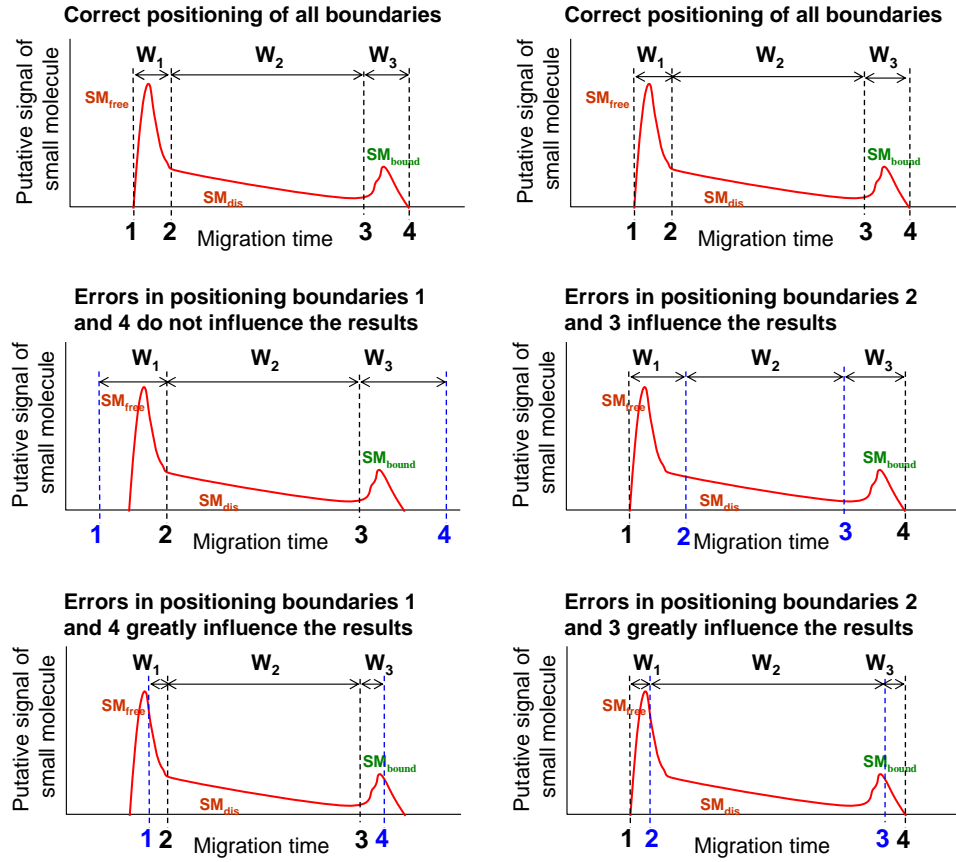 Correct positioning of all boundaries
Putative signal of
small molecule
W1
W2
W3
SMfree
SMbound
SMdis
1 2 Migration time 3 4
Correct positioning of all boundaries
Putative signal of
small molecule
W1
W2
W3
SMfree
SMbound
SMdis
1 2 Migration time 3 4
Errors in positioning boundaries 1
and 4 do not influence the results
Putative signal of
small molecule
W1
W2
W3
SMfree
SMbound
SMdis
1 2 Migration time 3 4
Errors in positioning boundaries 2
and 3 influence the results
Putative signal of
small molecule
W1
W2
W3
SMfree
SMbound
SMdis
1 2 Migration time 3 4
Errors in positioning boundaries 1
and 4 greatly influence the results
Putative signal of
small molecule
W1
W2
W3
SMfree
SMbound
SMdis
1 2 Migration time 3 4
Errors in positioning boundaries 2
and 3 greatly influence the results
Putative signal of
small molecule
W1
W2
W3
SMfree
SMbound
SMdis
1 2 Migration time 3 4